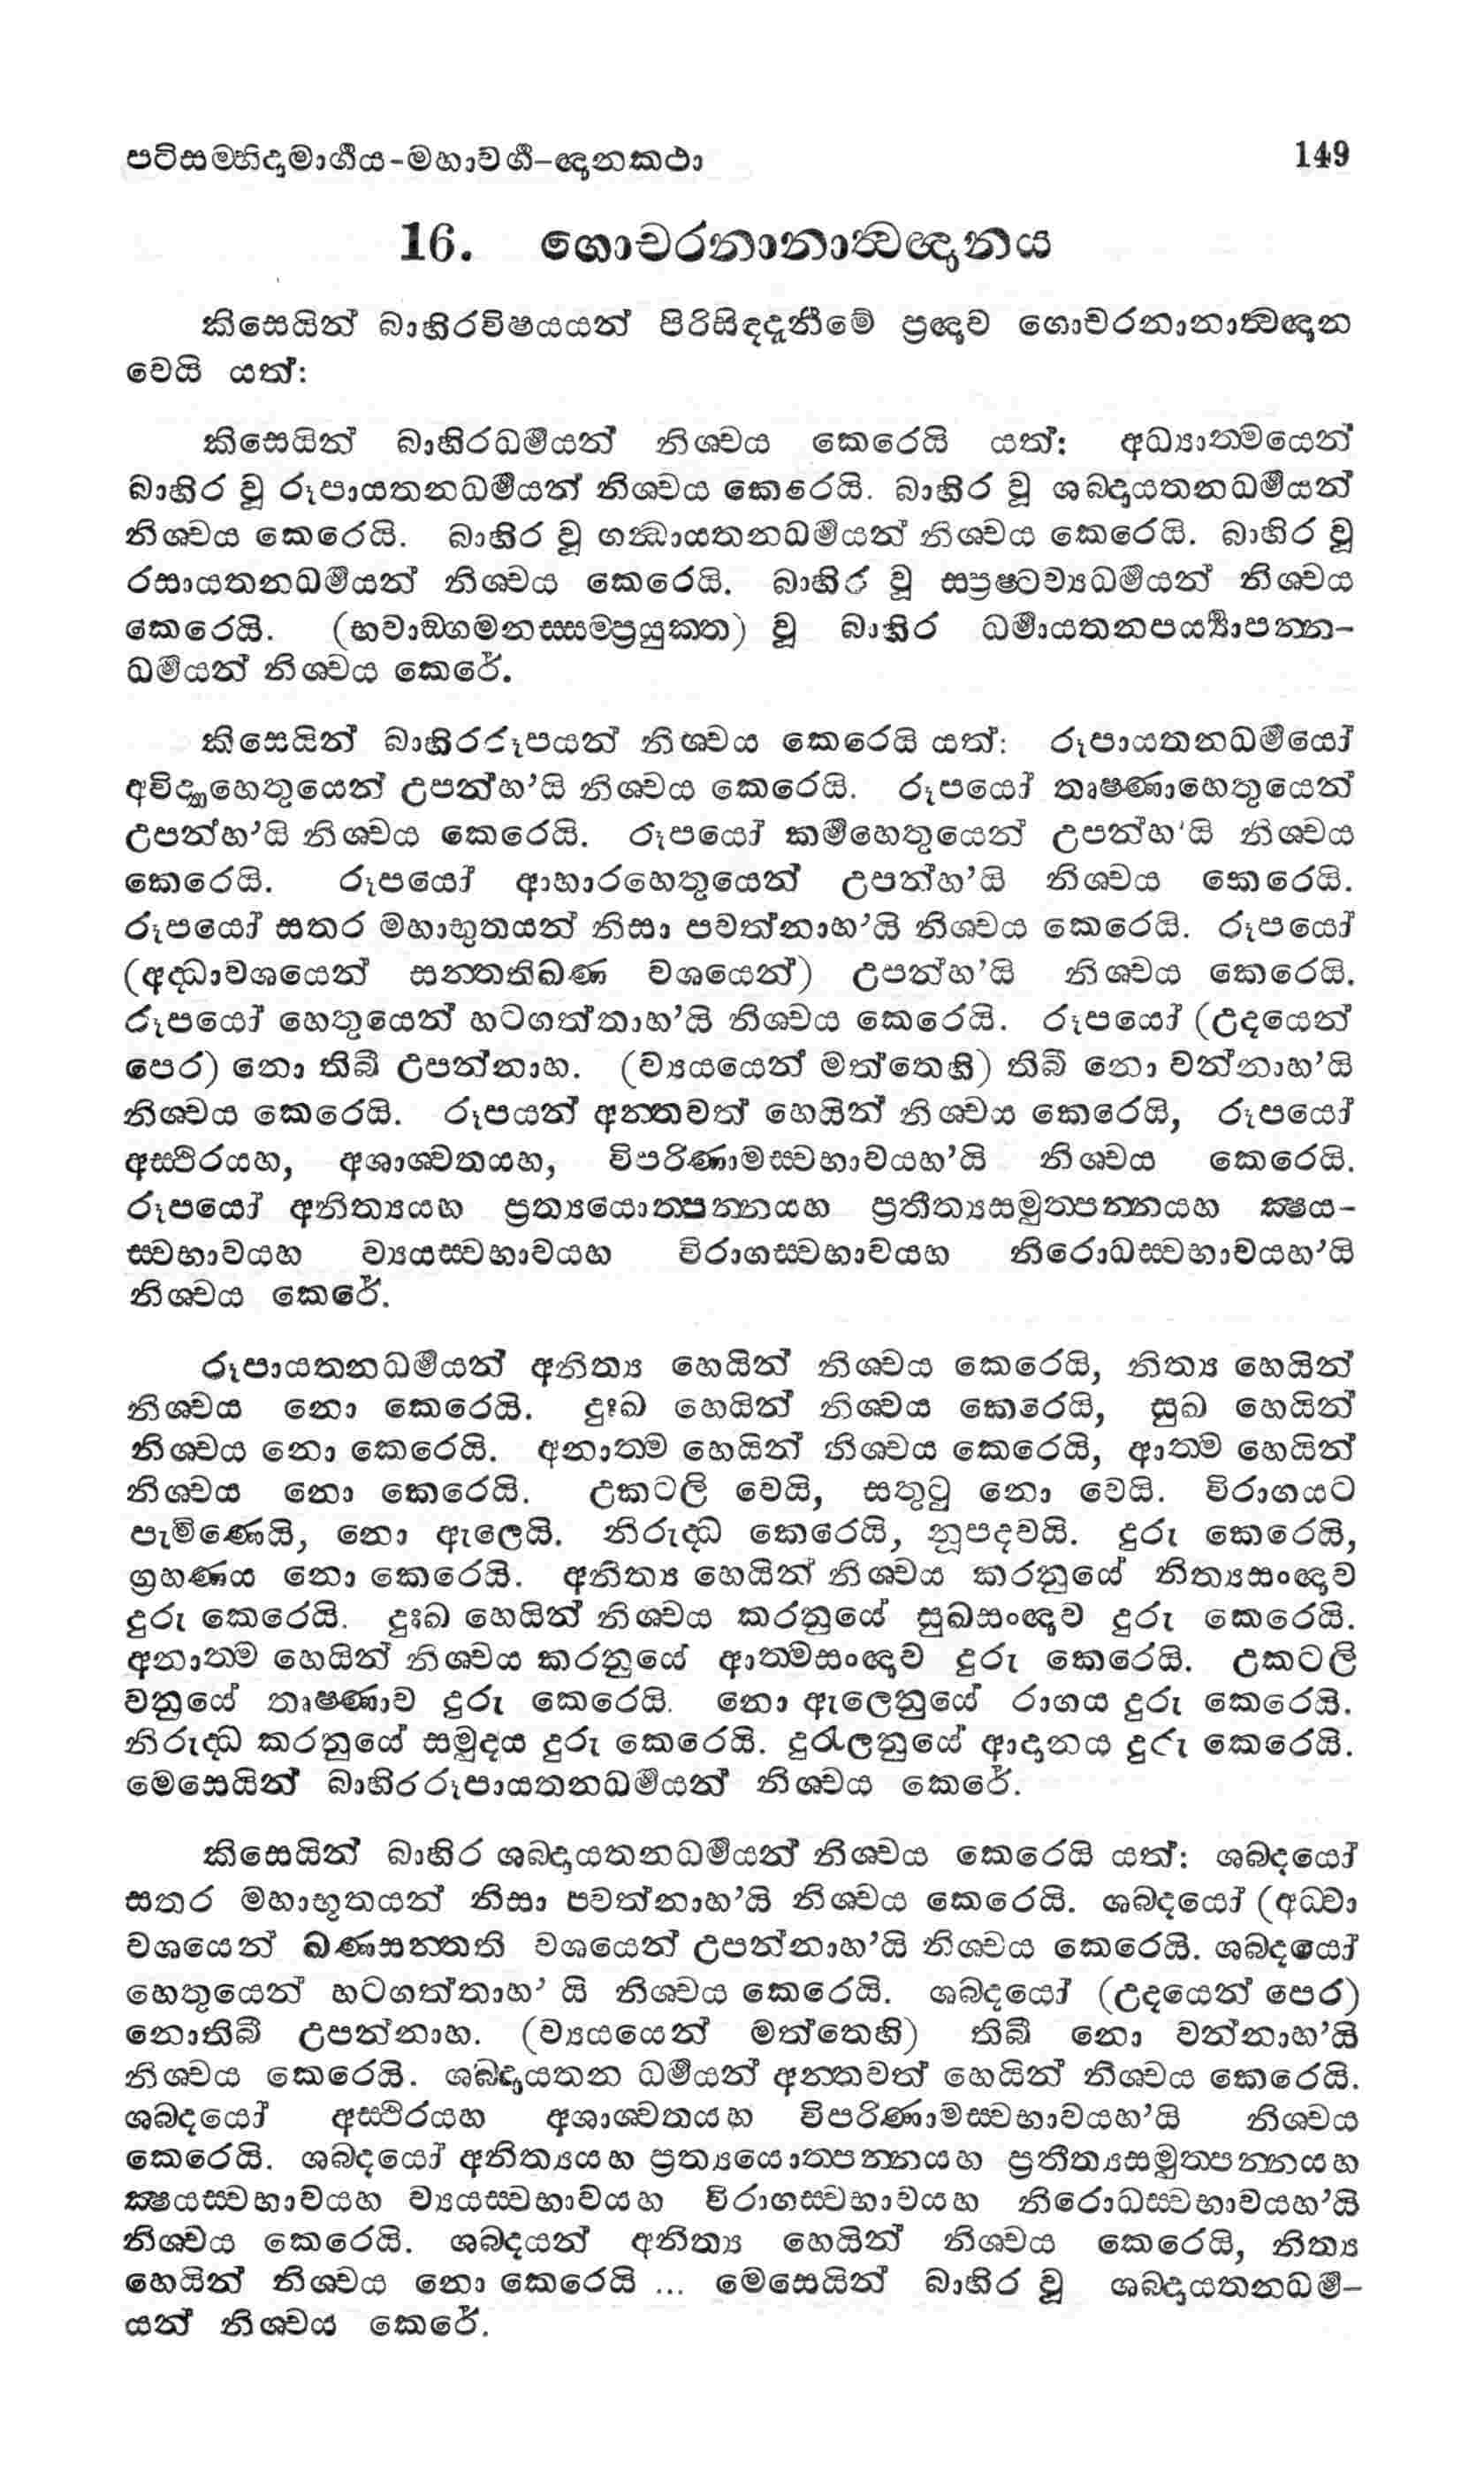 පටිසම්භිදාමාර්ගය-මහාවර්ග-ඥානකථා 149
16. ගොචරනානාත්වඥානය
කිසෙයින් බාහිරවිෂයයන් පිරිසිඳදැනීමේ ප්‍රඥාව ගොචරනානාත්වඥාන
වෙයි යත්:
කිසෙයින් බාහිරධර්මයන් නිශ්චය කෙරෙයි යත්: අධ්‍යාත්මයෙන්
බාහිර වූ රූපායතනධර්මයන් නිශ්චය කෙරෙයි. බාහිර වූ ශබ්දායතනධර්මයන්
නිශ්චය කෙරෙයි. බාහිර වූ ගන්ධායතනධර්මයන් නිශ්චය කෙරෙයි. බාහිර වූ
රසායතනධර්මයන් නිශ්චය කෙරෙයි. බාහිර වූ ස්ප්‍රෂ්ටව්‍යධර්මයන් නිශ්චය
කෙරෙයි. (භවාඞ්ගමනස්සම්ප්‍රයුක්ත) වූ බාහිර ධර්මායතනපර්ය්‍යාපන්න-
ධර්මයන් නිශ්චය කෙරේ.
කිසෙයින් බාහිරරූපයන් නිශ්චය කෙරෙයි යත්: රූපායතනධර්මයෝ
අවිද්‍යාහෙතුයෙන් උපන්හ’යි නිශ්චය කෙරෙයි. රූපයෝ තෘෂ්ණාහෙතුයෙන්
උපන්හ’යි නිශ්චය කෙරෙයි. රූපයෝ කර්මහෙතුයෙන් උපන්හ’යි නිශ්චය
කෙරෙයි. රූපයෝ ආහාරහෙතුයෙන් උපන්හ’යි නිශ්චය කෙරෙයි.
රූපයෝ සතර මහාභූතයන් නිසා පවත්නාහ’යි නිශ්චය කෙරෙයි. රූපයෝ
(අද්ධාවශයෙන් සන්තතිඛණ වශයෙන්) උපන්හ’යි නිශ්චය කෙරෙයි.
රූපයෝ හෙතුයෙන් හටගත්තාහ’යි නිශ්චය කෙරෙයි. රූපයෝ (උදයෙන්
පෙර) නො තිබී උපන්නාහ. (ව්‍යයයෙන් මත්තෙහි) තිබී නො වන්නාහ’යි
නිශ්චය කෙරෙයි. රූපයන් අන්තවත් හෙයින් නිශ්චය කෙරෙයි, රූපයෝ
අස්ථිරයහ, අශාශ්වතයහ, විපරිණාමස්වභාවයහ’යි නිශ්චය කෙරෙයි.
රූපයෝ අනිත්‍යයහ ප්‍රත්‍යයොත්පන්නයහ ප්‍රතීත්‍යසමුත්පන්නයහ ක්ෂය-
ස්වභාවයහ ව්‍යයස්වභාවයහ විරාගස්වභාවයහ නිරොධස්වභාවයහ’යි
නිශ්චය කෙරේ.
රූපායතනධර්මයන් අනිත්‍ය හෙයින් නිශ්චය කෙරෙයි, නිත්‍ය හෙයින්
නිශ්චය නො කෙරෙයි. දුඃඛ හෙයින් නිශ්චය කෙරෙයි, සුඛ හෙයින්
නිශ්චය නො කෙරෙයි. අනාත්ම හෙයින් නිශ්චය කෙරෙයි, ආත්ම හෙයින්
නිශ්චය නො කෙරෙයි. උකටලි වෙයි, සතුටු නො වෙයි. විරාගයට
පැමිණෙයි, නො ඇලෙයි. නිරුද්ධ කෙරෙයි, නූපදවයි. දුරු කෙරෙයි,
ග්‍රහණය නො කෙරෙයි. අනිත්‍ය හෙයින් නිශ්චය කරනුයේ නිත්‍යසංඥාව
දුරු කෙරෙයි. දුඃඛ හෙයින් නිශ්චය කරනුයේ සුඛසංඥාව දුරු කෙරෙයි.
අනාත්ම හෙයින් නිශ්චය කරනුයේ ආත්මසංඥාව දුරු කෙරෙයි. උකටලි
වනුයේ තෘෂ්ණාව දුරු කෙරෙයි. නො ඇලෙනුයේ රාගය දුරු කෙරෙයි.
නිරුද්ධ කරනුයේ සමුදය දුරු කෙරෙයි. දුරලනුයේ ආදානය දුරු කෙරෙයි.
මෙසෙයින් බාහිරරූපායතනධර්මයන් නිශ්චය කෙරේ.
කිසෙයින් බාහිර ශබ්දායතනධර්මයන් නිශ්චය කෙරෙයි යත්: ශබ්දයෝ
සතර මහාභූතයන් නිසා පවත්නාහ’යි නිශ්චය කෙරෙයි. ශබ්දයෝ (අධ්වා
වශයෙන් ඛණසන්තති වශයෙන් උපන්නාහ’යි නිශ්චය කෙරෙයි. ශබ්දයෝ
හෙතුයෙන් හටගත්තාහ’ යි නිශ්චය කෙරෙයි. ශබ්දයෝ (උදයෙන් පෙර)
නොතිබී උපන්නාහ. (ව්‍යයයෙන් මත්තෙහි) තිබී නො වන්නාහ’යි
නිශ්චය කෙරෙයි. ශබ්දායතන ධර්මයන් අන්තවත් හෙයින් නිශ්චය කෙරෙයි.
ශබ්දයෝ අස්ථිරයහ අශාශ්වතයහ විපරිණාමස්වභාවයහ’යි නිශ්චය
කෙරෙයි. ශබ්දයෝ අනිත්‍යයහ ප්‍රත්‍යයොත්පන්නයහ ප්‍රතීත්‍යසමුත්පන්නයහ
ක්ෂයස්වභාවයහ ව්‍යයස්වභාවයහ විරාගස්වභාවයහ නිරොධස්වභාවයහ’යි
නිශ්චය කෙරෙයි. ශබ්දයන් අනිත්‍ය හෙයින් නිශ්චය කෙරෙයි, නිත්‍ය
හෙයින් නිශ්චය නො කෙරෙයි ... මෙසෙයින් බාහිර වූ ශබ්දායතනධර්ම-
යන් නිශ්චය කෙරේ.